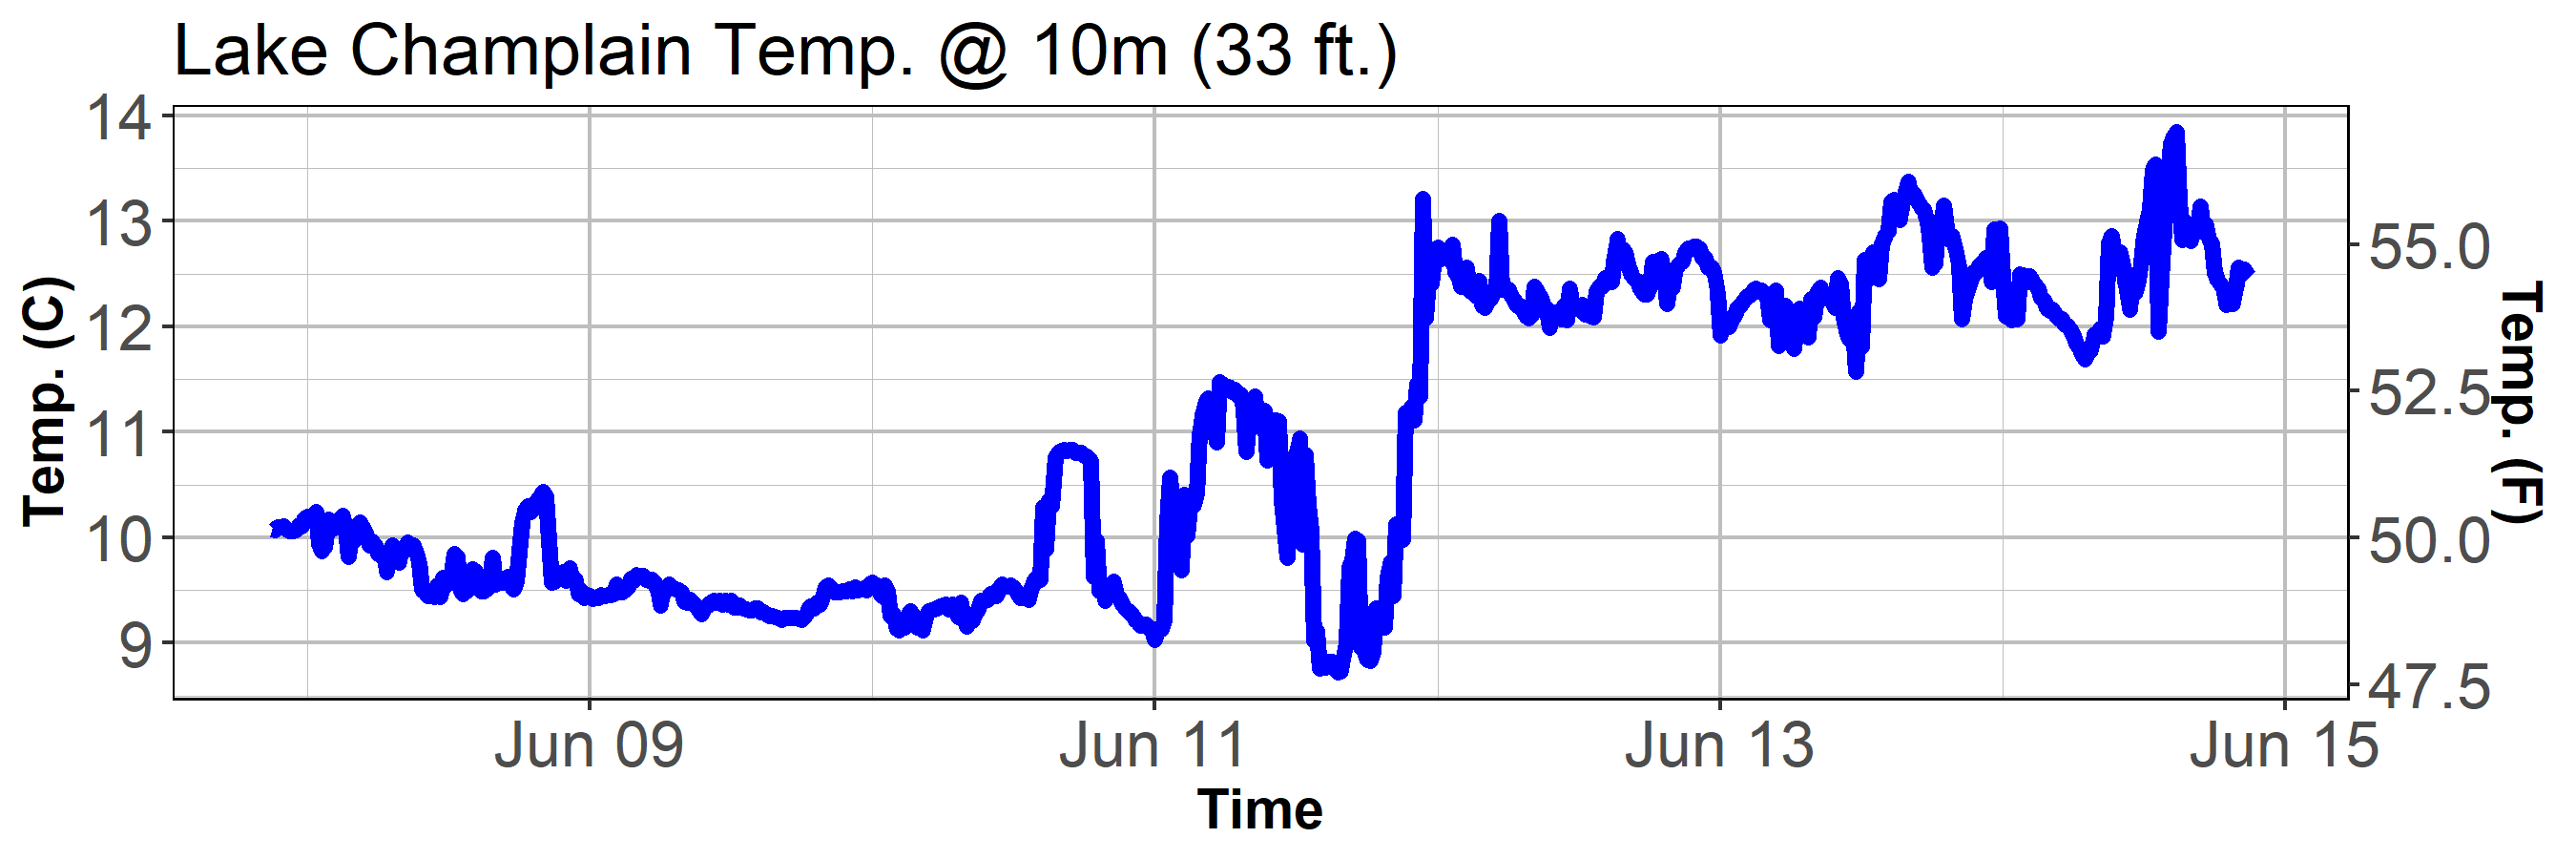 Lake Champlain Temp. @ 10m (33 ft.)
Temp. (C)
14
13
12
11
10
9
55.0
52.5
50.0
47.5
Temp. (F)
Jun 09
Jun 11
Jun 13
Jun 15
Time